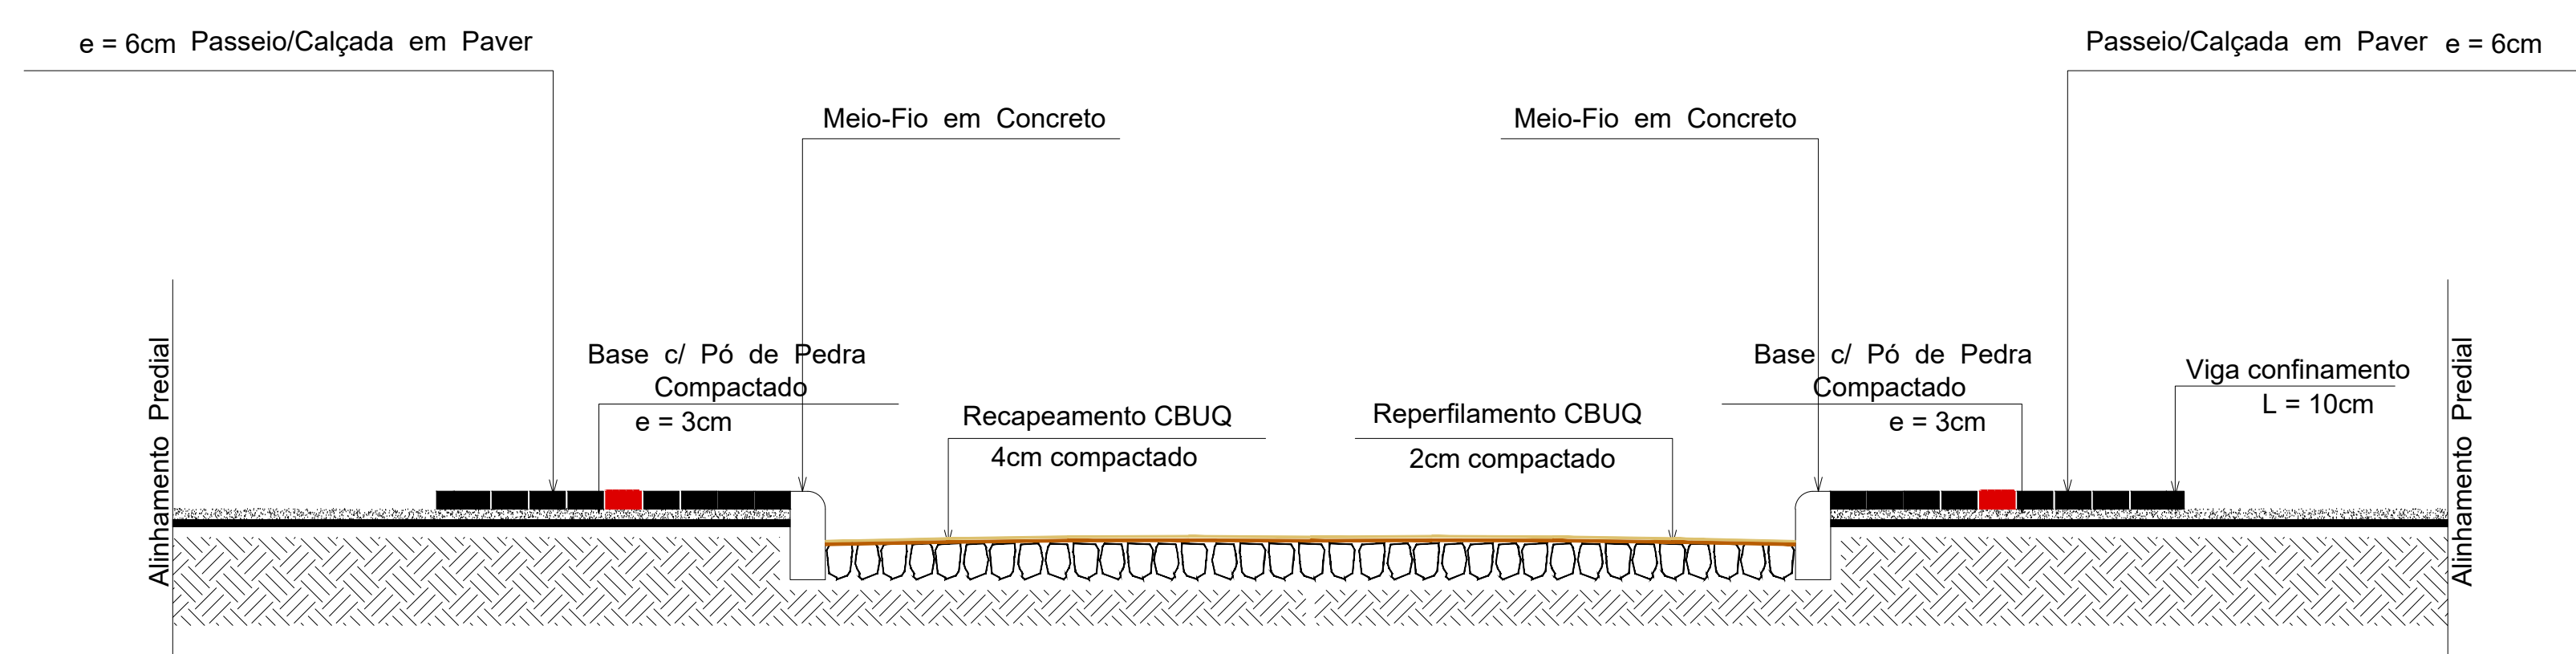 e = 6cm Passeio/Calçada em Paver
Passeio/Calçada em Paver e = 6cm
Meio-Fio em Concreto
Meio-Fio em Concreto
Alinhamento Predial
Base c/ Pó de Pedra
Compactado
e = 3cm
Recapeamento CBUQ
4cm compactado
Reperfilamento CBUQ
2cm compactado
Base c/ Pó de Pedra
Compactado
e = 3cm
Viga confinamento
L = 10cm
Alinhamento Predial